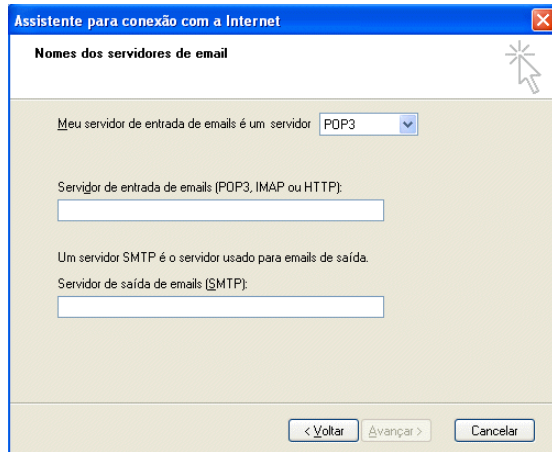 Assistente para conexão com a Internet
Nomes dos servidores de email
Meu servidor de entrada de emails é um servidor POP3
Servidor de entrada de emails (POP3, IMAP ou HTTP):
Um servidor SMTP é o servidor usado para emails de saída.
Servidor de saída de emails (SMTP):
< Voltar Avançar > Cancelar